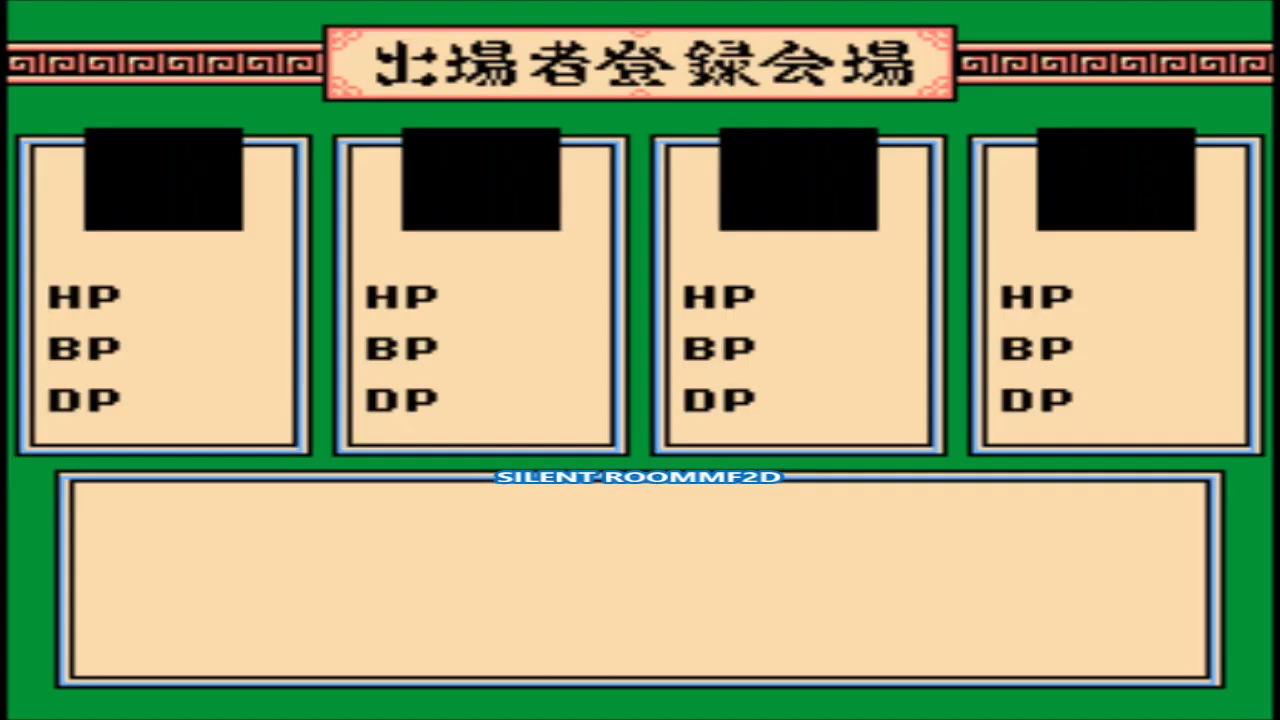 出場者登録会場
HP HP HP HP
BP BP BP BP
DP DP DP DP
SILENT ROOMMF2D